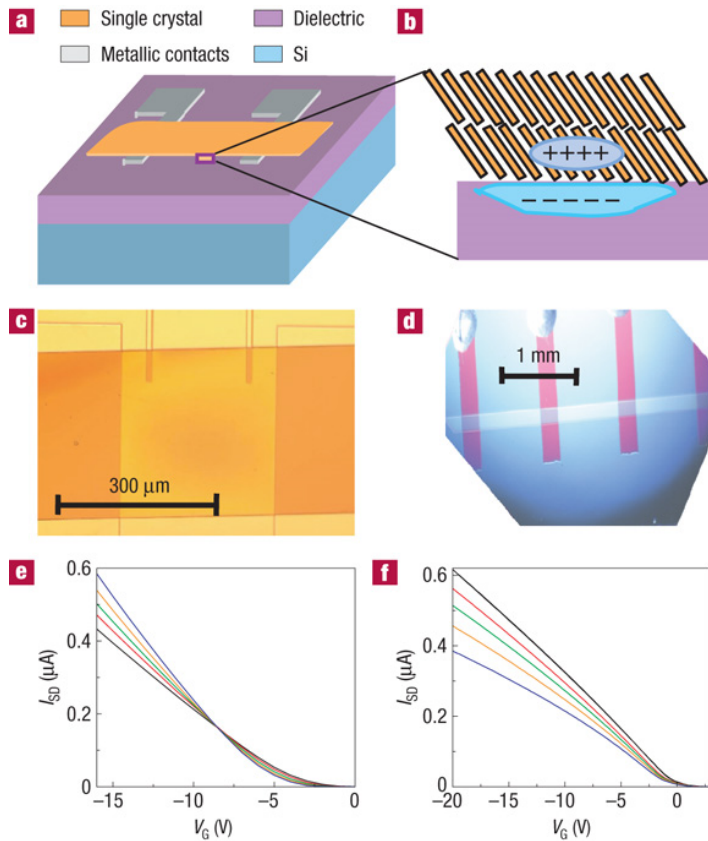 a
Single crystal
Dielectric
b
Metallic contacts
Si
++++
− − − − −
c
d
300 μm
1 mm
e
f
0.6
0.4
0.2
0
I_SD (μA)
−15
−10
−5
0
V_G (V)
0.6
0.4
0.2
0
I_SD (μA)
−20
−15
−10
−5
0
V_G (V)